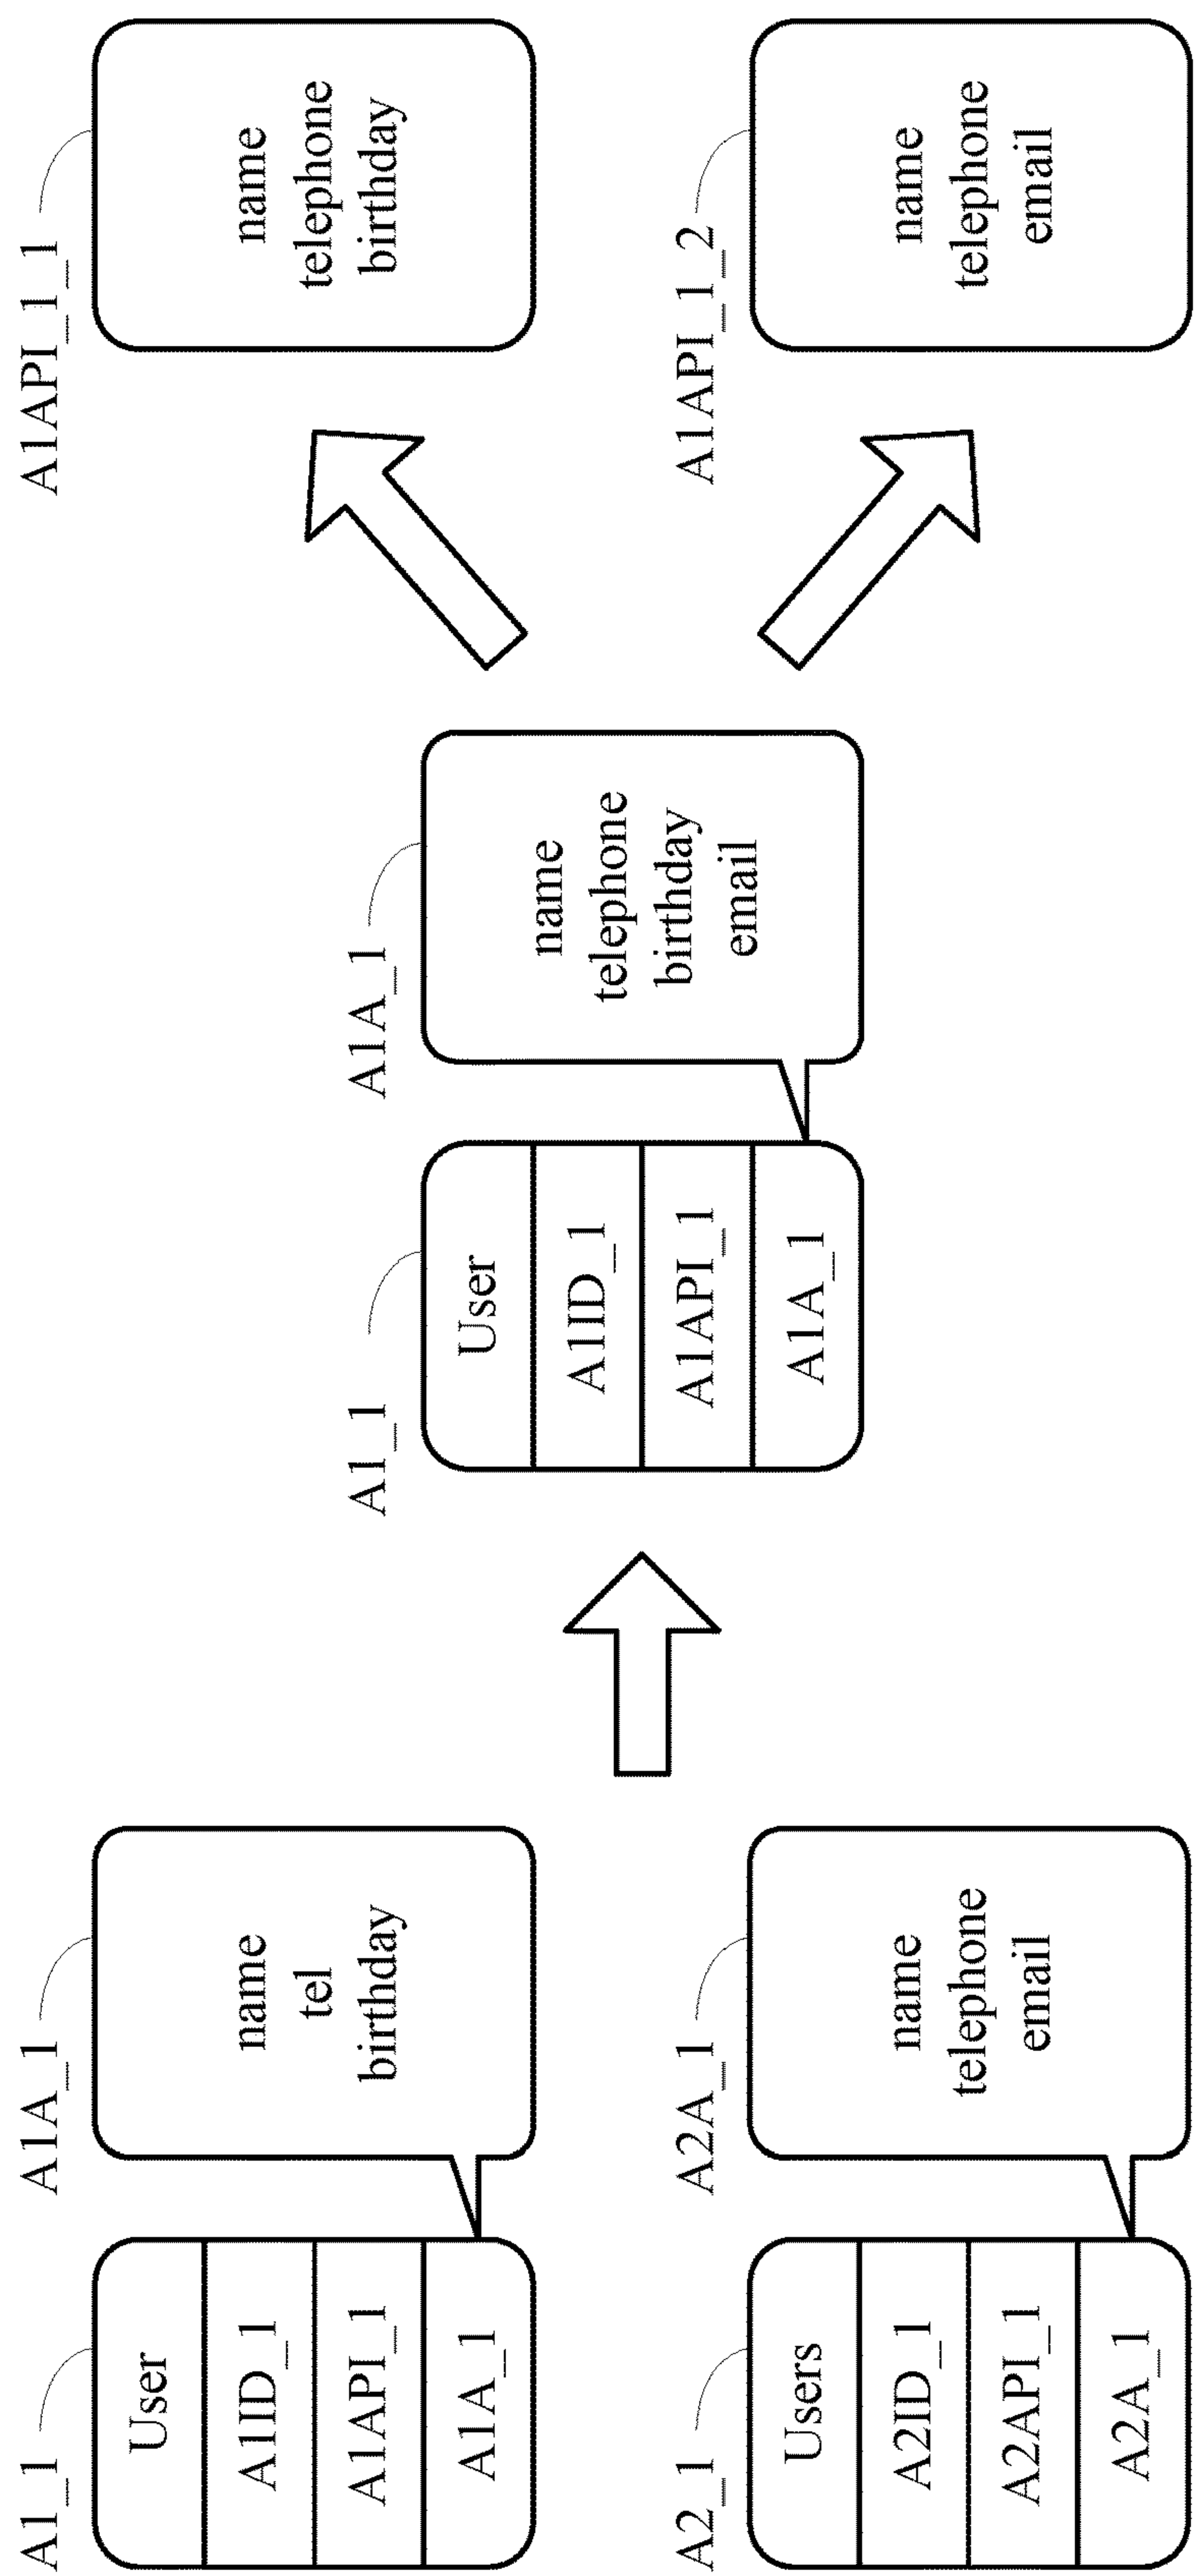 A1_1
User
A1ID_1
A1API_1
A1A_1
A1A_1
name
tel
birthday
A2_1
Users
A2ID_1
A2API_1
A2A_1
A2A_1
name
telephone
email
A1_1
User
A1ID_1
A1API_1
A1A_1
A1A_1
name
telephone
birthday
email
A1API_1_1
name
telephone
birthday
A1API_1_2
name
telephone
email